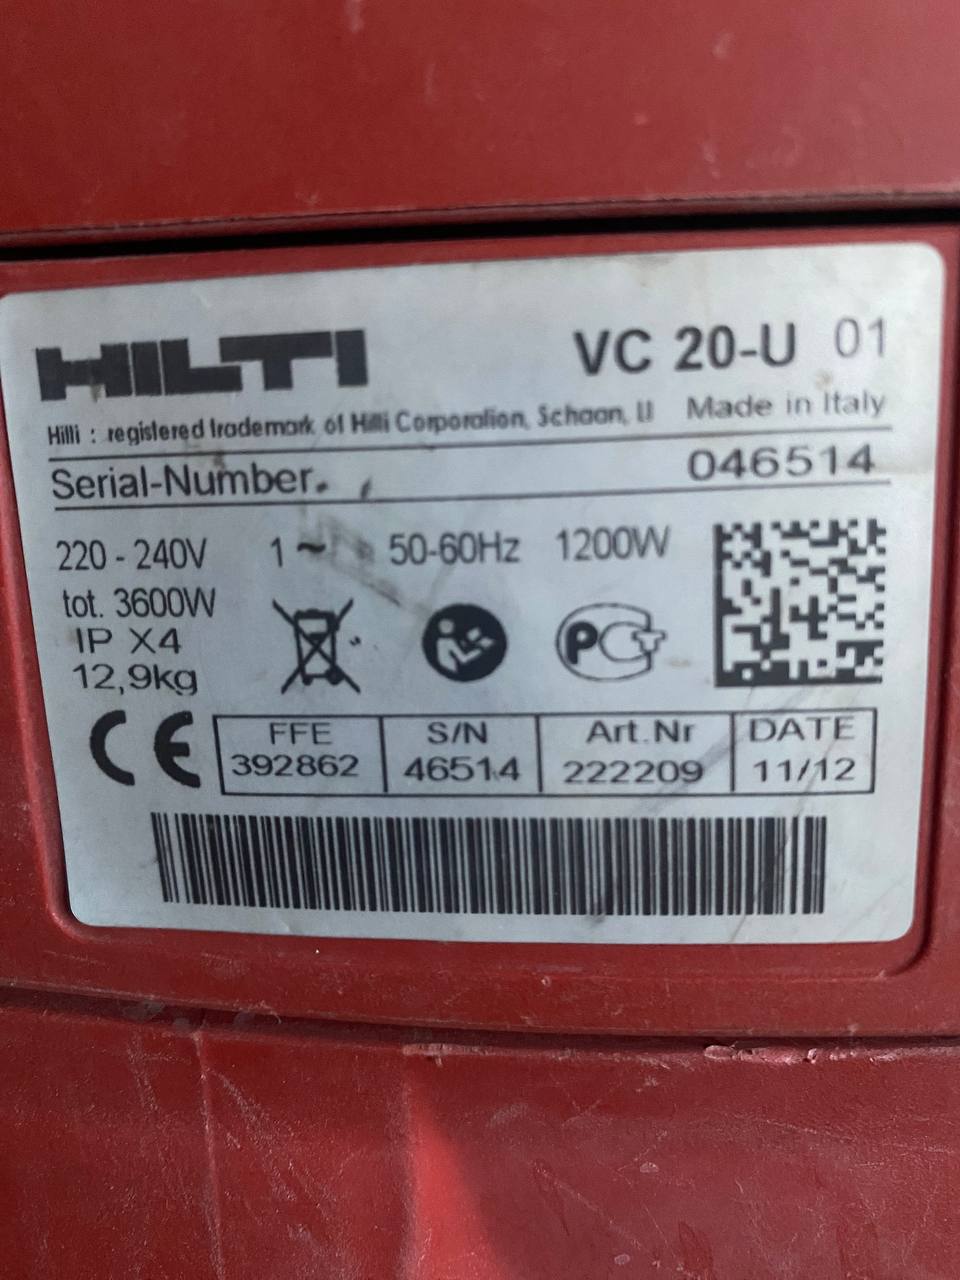 HILTI
VC 20-U 01
Hilti : registered trademark of Hilti Corporation, Schaan, LI Made in Italy
Serial-Number. 046514
220 - 240V 1 ~ 50-60Hz 1200W
tot. 3600W
IP X4
12,9kg
PCT
CE
FFE S/N Art.Nr DATE
392862 46514 222209 11/12